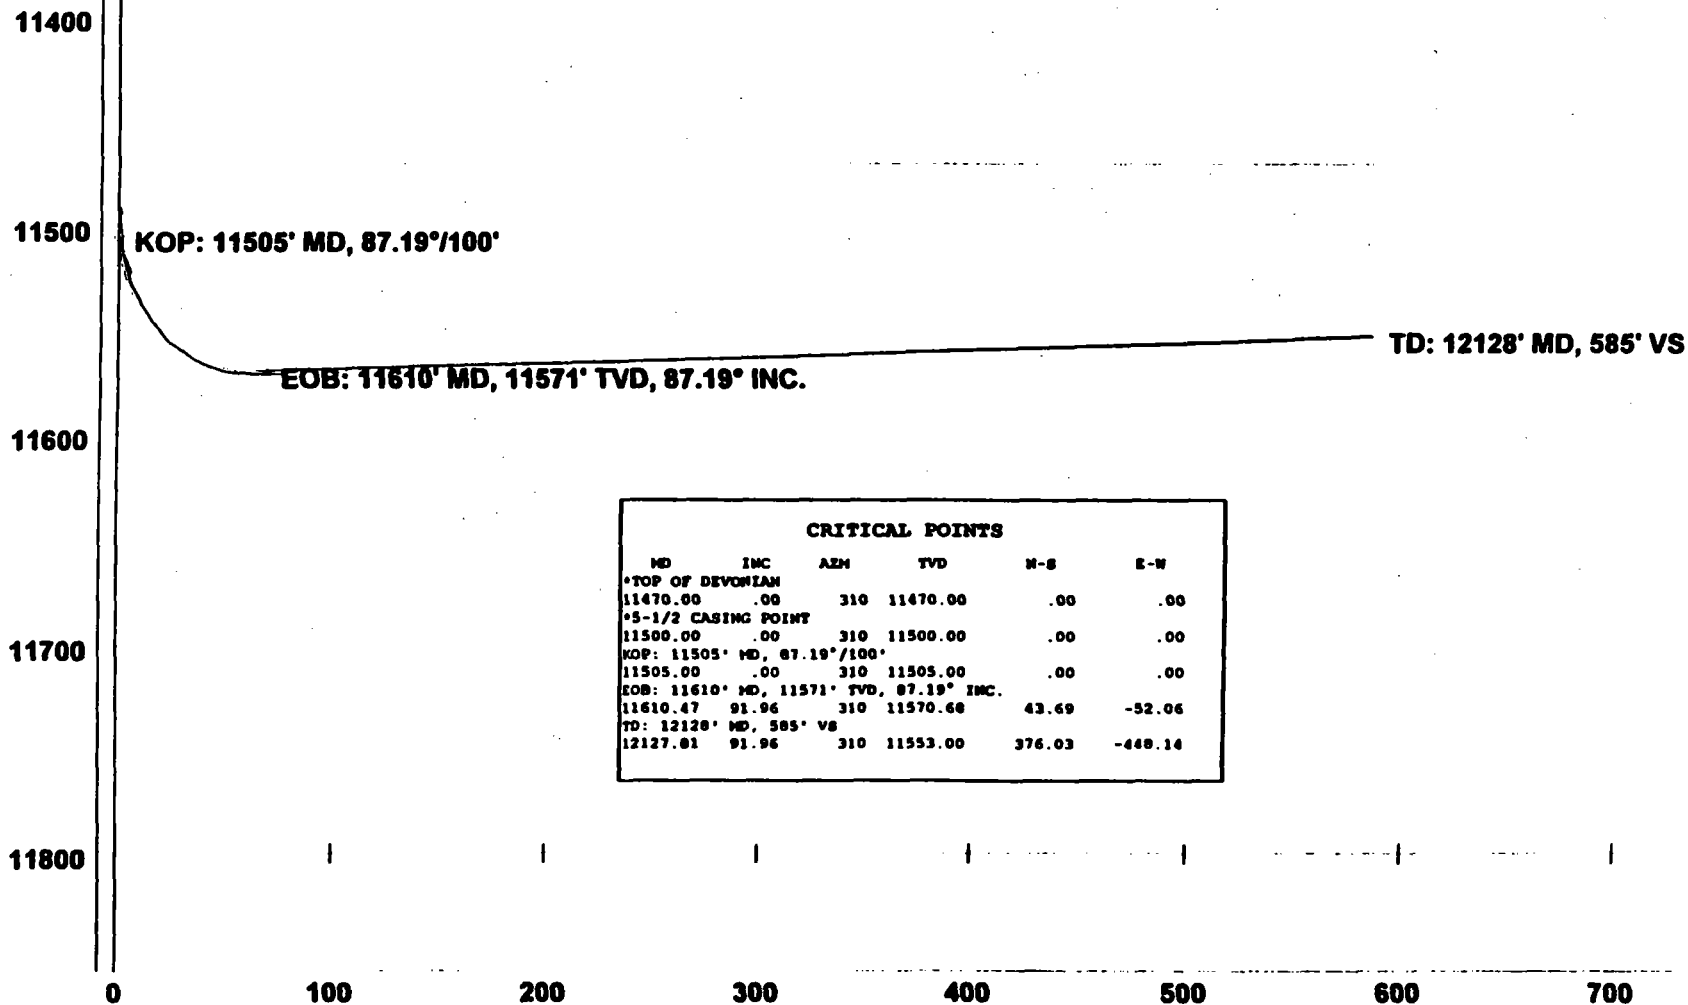 11400
11500
KOP: 11505' MD, 87.19°/100'
TD: 12128' MD, 585' VS
EOB: 11610' MD, 11571' TVD, 87.19° INC.
11600
CRITICAL POINTS
MD INC AZM TVD N-S E-W
*TOP OF DEVONIAN
11470.00 .00 310 11470.00 .00 .00
*5-1/2 CASING POINT
11500.00 .00 310 11500.00 .00 .00
KOP: 11505' MD, 87.19°/100'
11505.00 .00 310 11505.00 .00 .00
EOB: 11610' MD, 11571' TVD, 87.19° INC.
11610.47 91.96 310 11570.68 43.69 -52.06
TD: 12128' MD, 585' VS
12127.81 91.96 310 11553.00 376.03 -448.14
11700
11800
0 100 200 300 400 500 600 700